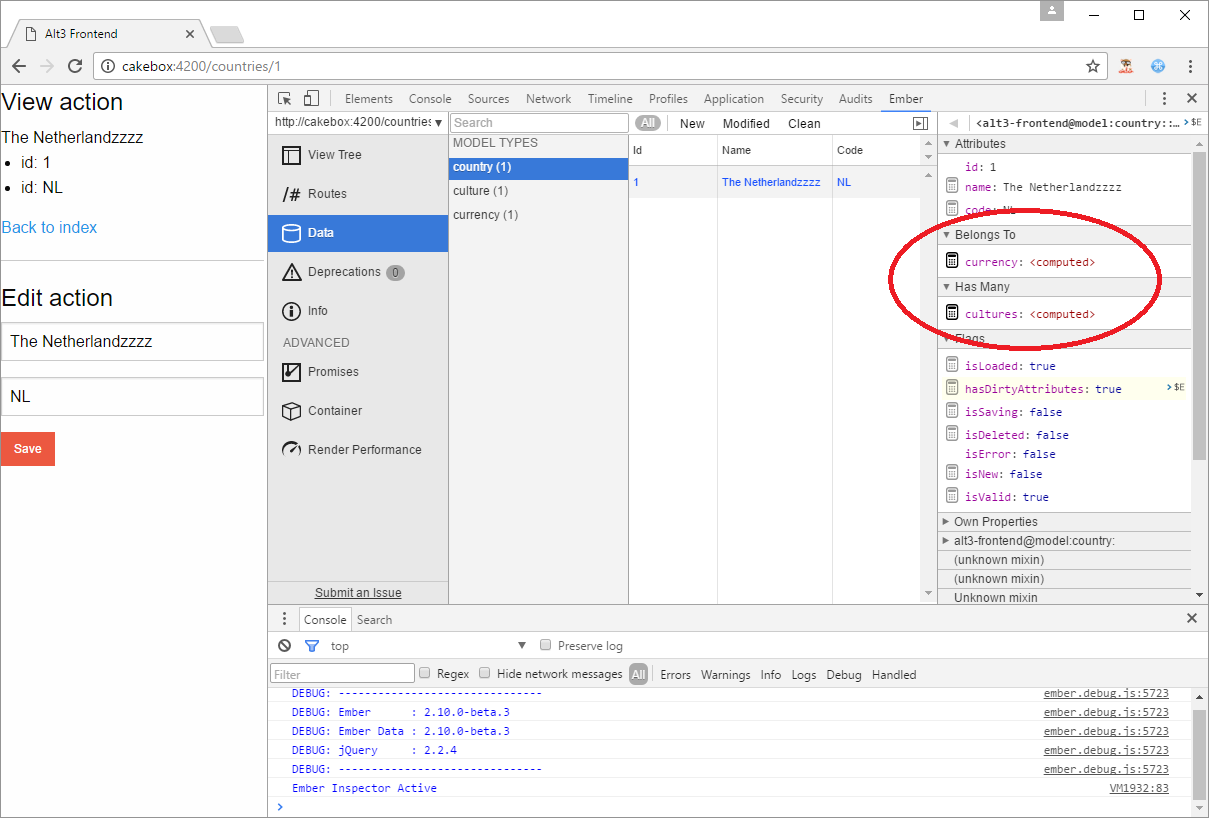 Alt3 Frontend
cakebox:4200/countries/1
View action
The Netherlandzzzz
id: 1
id: NL
Back to index
Edit action
The Netherlandzzzz
NL
Save
Elements Console Sources Network Timeline Profiles Application Security Audits Ember
http://cakebox:4200/countries
View Tree
/# Routes
Data
Deprecations 0
Info
ADVANCED
Promises
Container
Render Performance
Submit an Issue
Search
MODEL TYPES
country (1)
culture (1)
currency (1)
All New Modified Clean
Id Name Code
1 The Netherlandzzzz NL
<alt3-frontend@model:country::… $E
Attributes
id: 1
name: The Netherlandzzzz
code: NL
Belongs To
currency: <computed>
Has Many
cultures: <computed>
Flags
isLoaded: true
hasDirtyAttributes: true $E
isSaving: false
isDeleted: false
isError: false
isNew: false
isValid: true
Own Properties
alt3-frontend@model:country:
(unknown mixin)
(unknown mixin)
Unknown mixin
Console Search
top Preserve log
Filter Regex Hide network messages All Errors Warnings Info Logs Debug Handled
DEBUG: ------------------------------- ember.debug.js:5723
DEBUG: Ember      : 2.10.0-beta.3 ember.debug.js:5723
DEBUG: Ember Data : 2.10.0-beta.3 ember.debug.js:5723
DEBUG: jQuery     : 2.2.4 ember.debug.js:5723
DEBUG: ------------------------------- ember.debug.js:5723
Ember Inspector Active VM1932:83